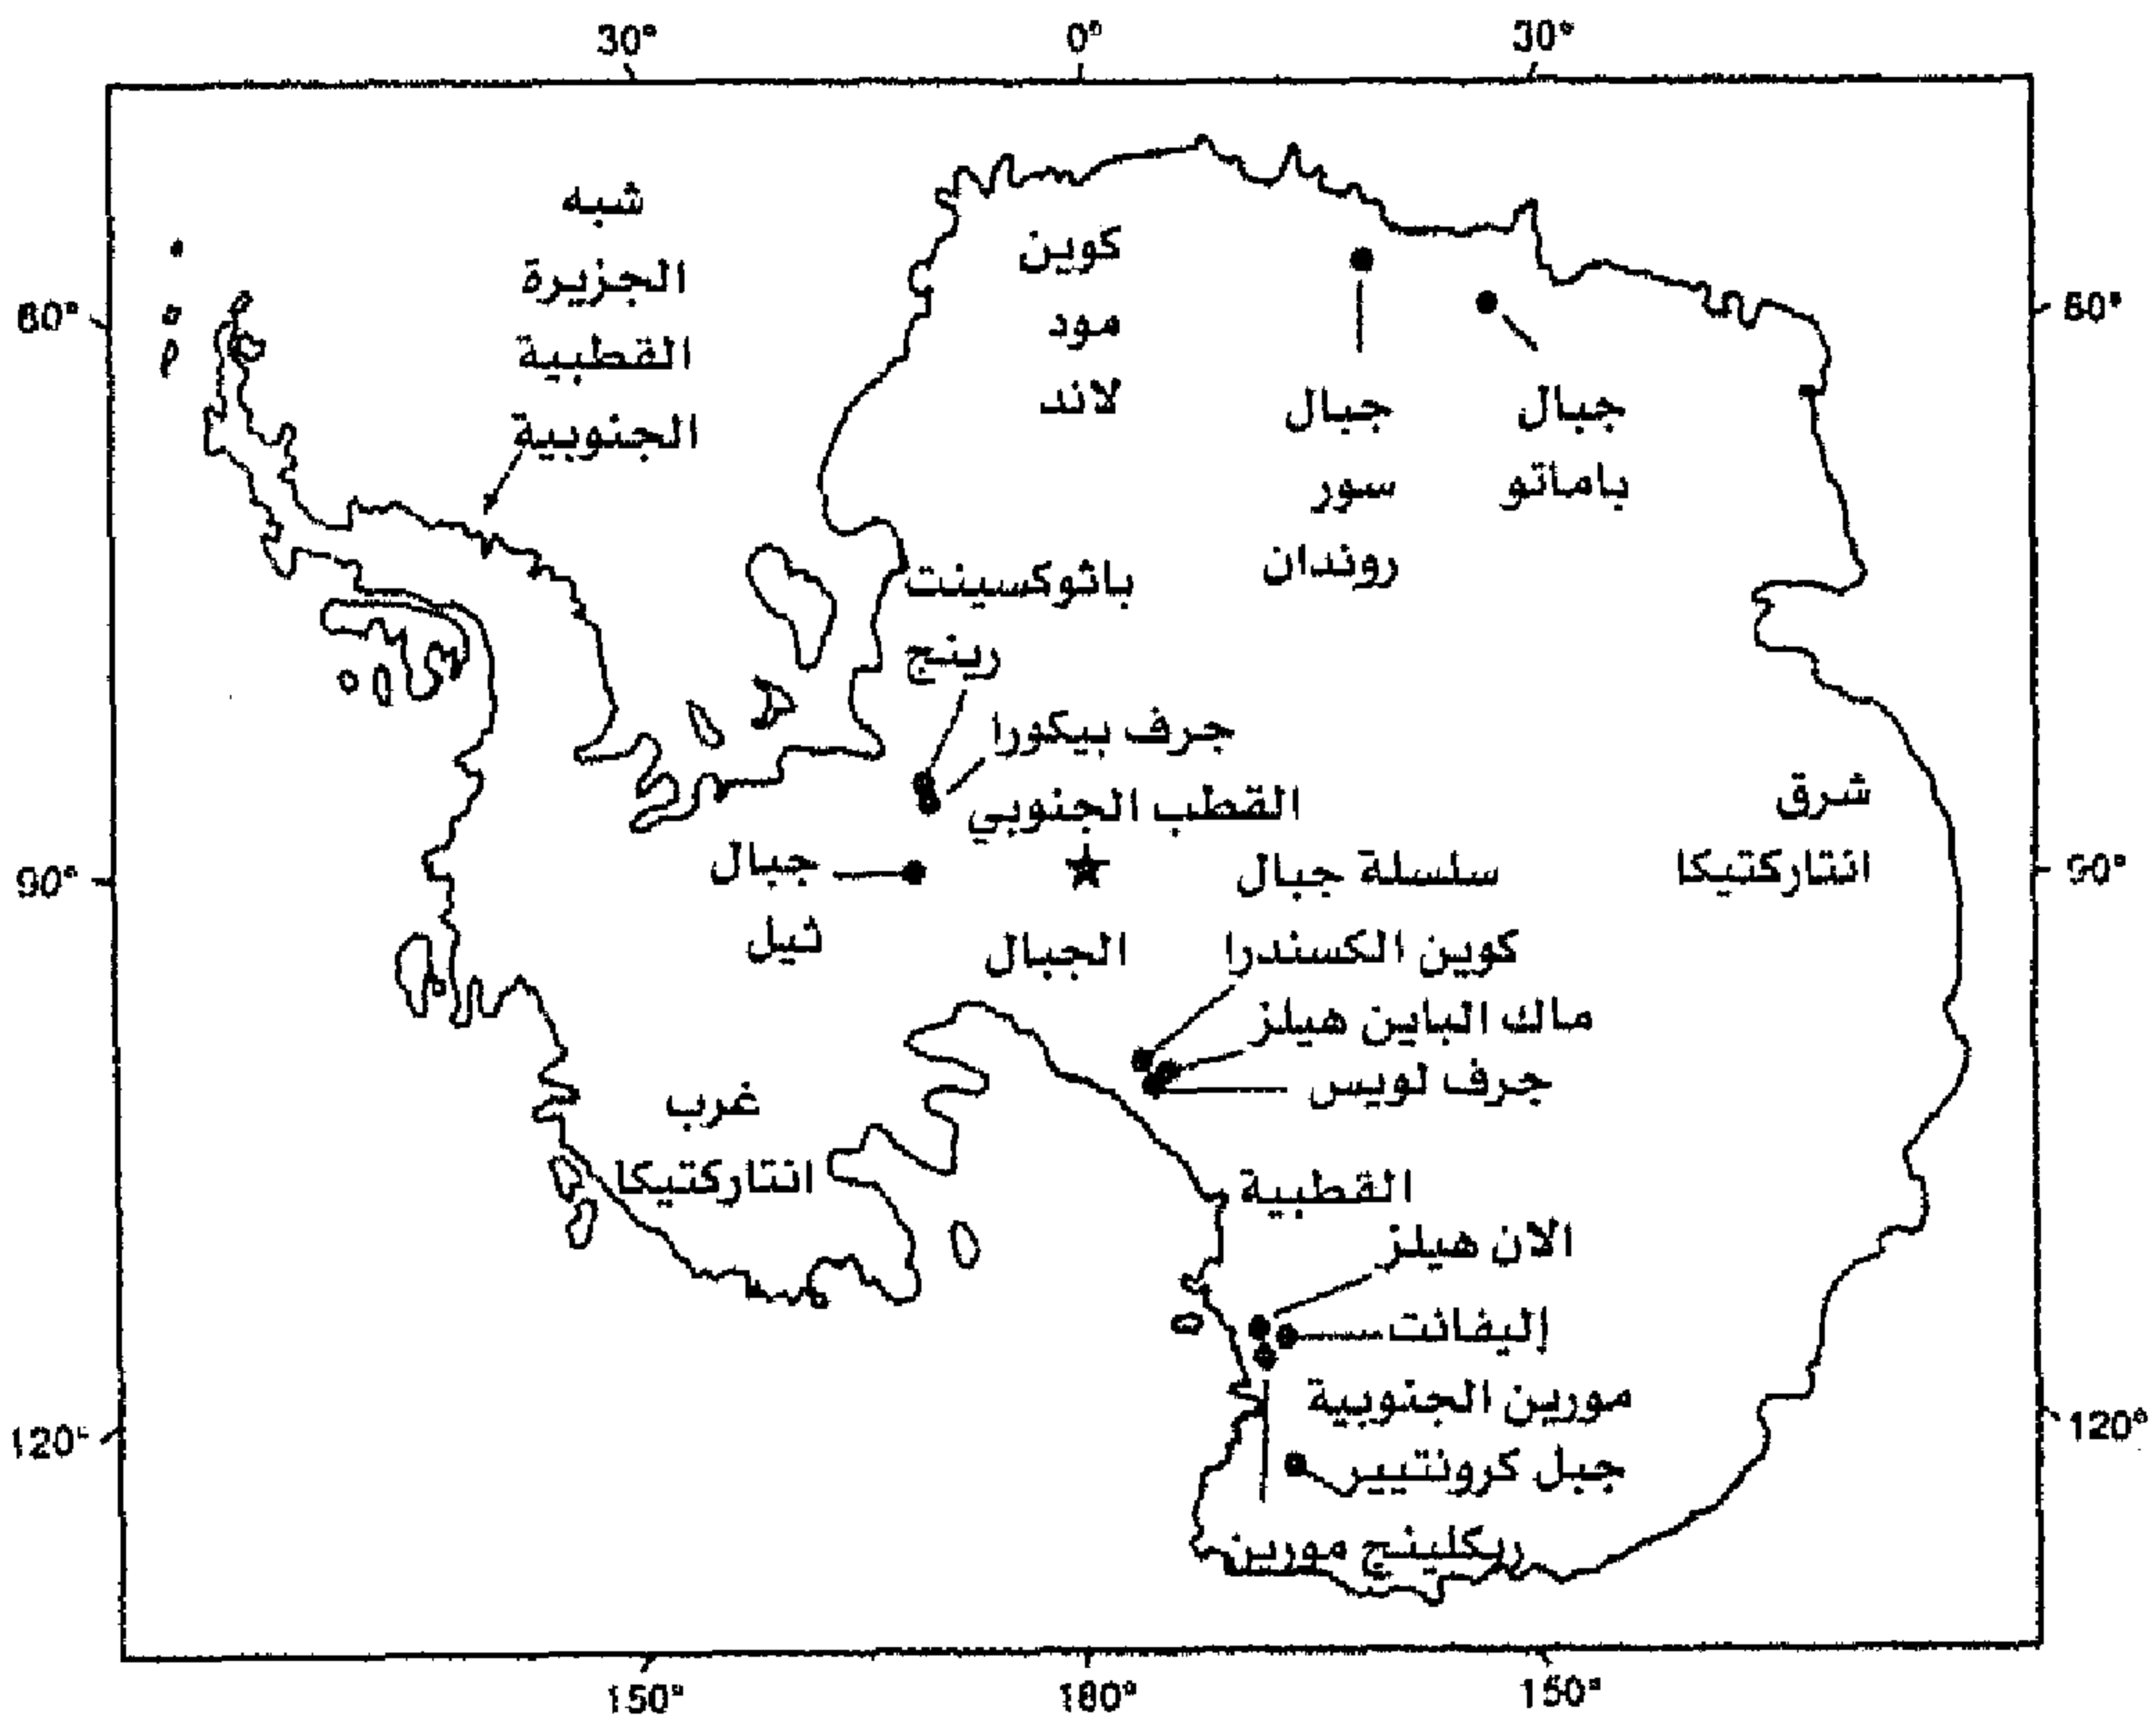 30° 0° 30°
شبه
الجزيرة
القطبية
الجنوبية
كوين
مود
لاند
60° 60°
جبال
سور
روندان
جبال
باماتو
باثوكسينت
رينج
جرف بيكورا
القطب الجنوبي
شرق
انتاركتيكا
90° 90°
جبال
ثيل
سلسلة جبال
كوين الكسندرا
الجبال
ماك الباين هيلز
جرف لويس
غرب
انتاركتيكا
القطبية
الان هيلز
إليفانت
مورين الجنوبية
120° 120°
جبل كرونتيير
ريكلينج مورين
150° 180° 150°